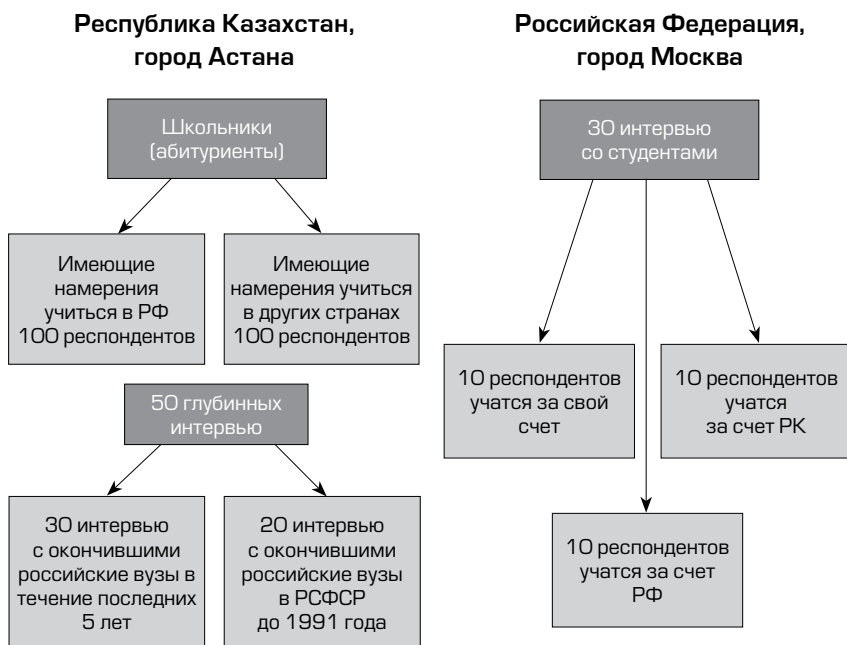 Республика Казахстан,
город Астана
Школьники
(абитуриенты)
Имеющие
намерения
учиться в РФ
100 респондентов
Имеющие
намерения учиться
в других странах
100 респондентов
50 глубинных
интервью
30 интервью
с окончившими
российские вузы в
течение последних
5 лет
20 интервью
с окончившими
российские вузы
в РСФСР
до 1991 года
Российская Федерация,
город Москва
30 интервью
со студентами
10 респондентов
учатся за свой
счет
10 респондентов
учатся
за счет РК
10 респондентов
учатся за счет
РФ